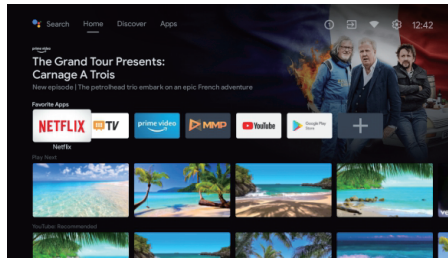 Search Home Discover Apps
12:42
prime video
The Grand Tour Presents:
Carnage A Trois
New episode | The petrolhead trio embark on an epic French adventure
Favorite Apps
NETFLIX
TV
prime video
MMP
YouTube
Google Play
Store
Netflix
Play Next
YouTube: Recommended